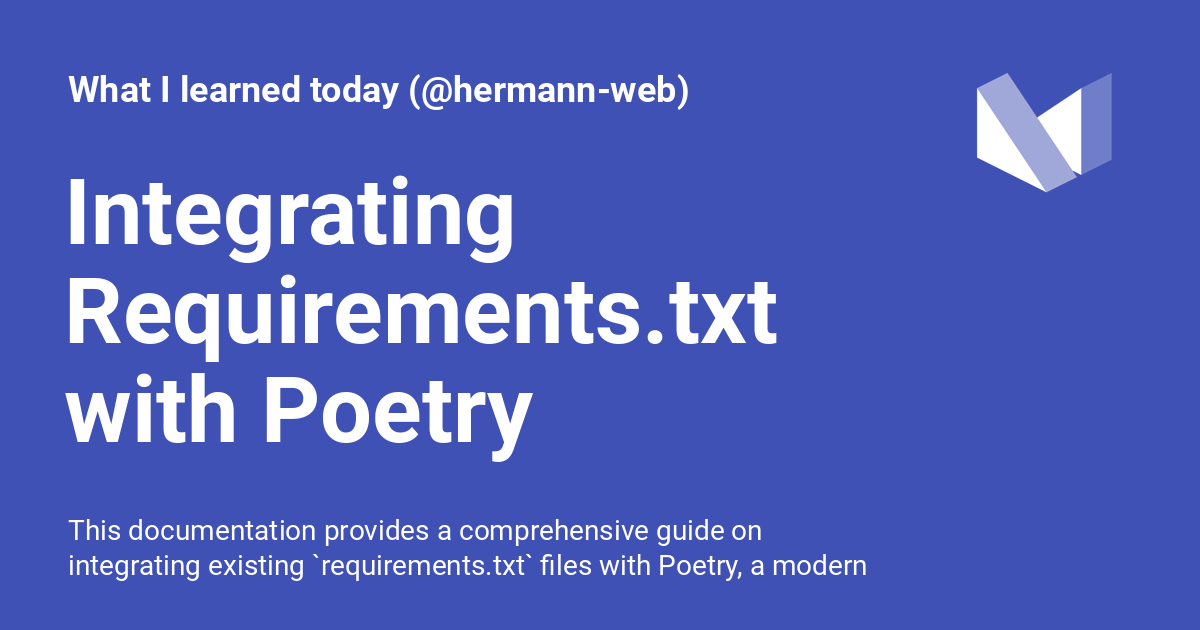 What I learned today (@hermann-web)
Integrating
Requirements.txt
with Poetry
This documentation provides a comprehensive guide on
integrating existing `requirements.txt` files with Poetry, a modern